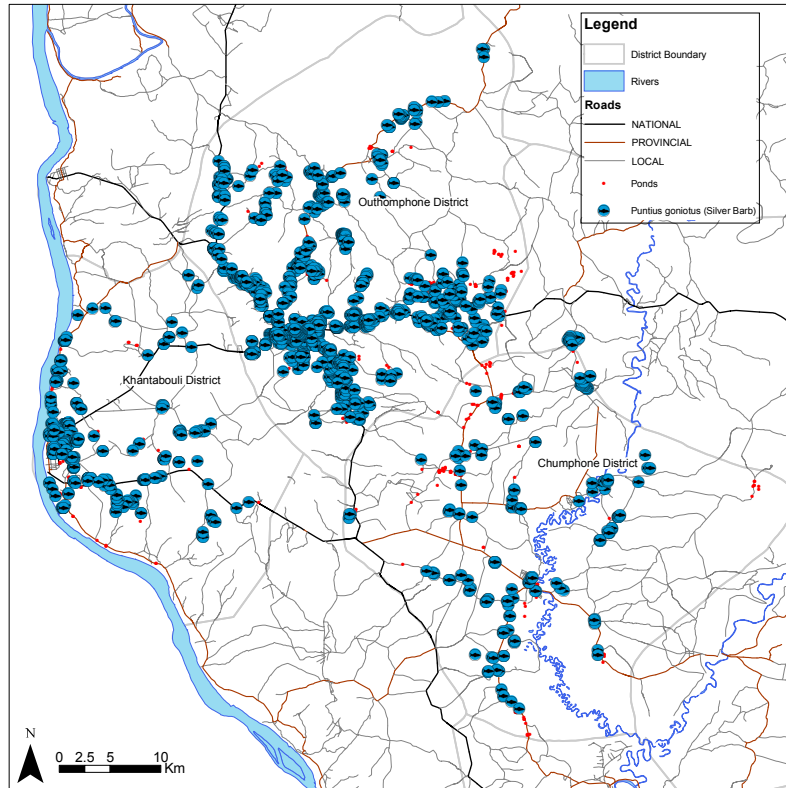 Legend
District Boundary
Rivers
Roads
NATIONAL
PROVINCIAL
LOCAL
Ponds
Puntius goniotus (Silver Barb)
Outhomphone District
Khantabouli District
Chumphone District
N
0 2.5 5 10
Km